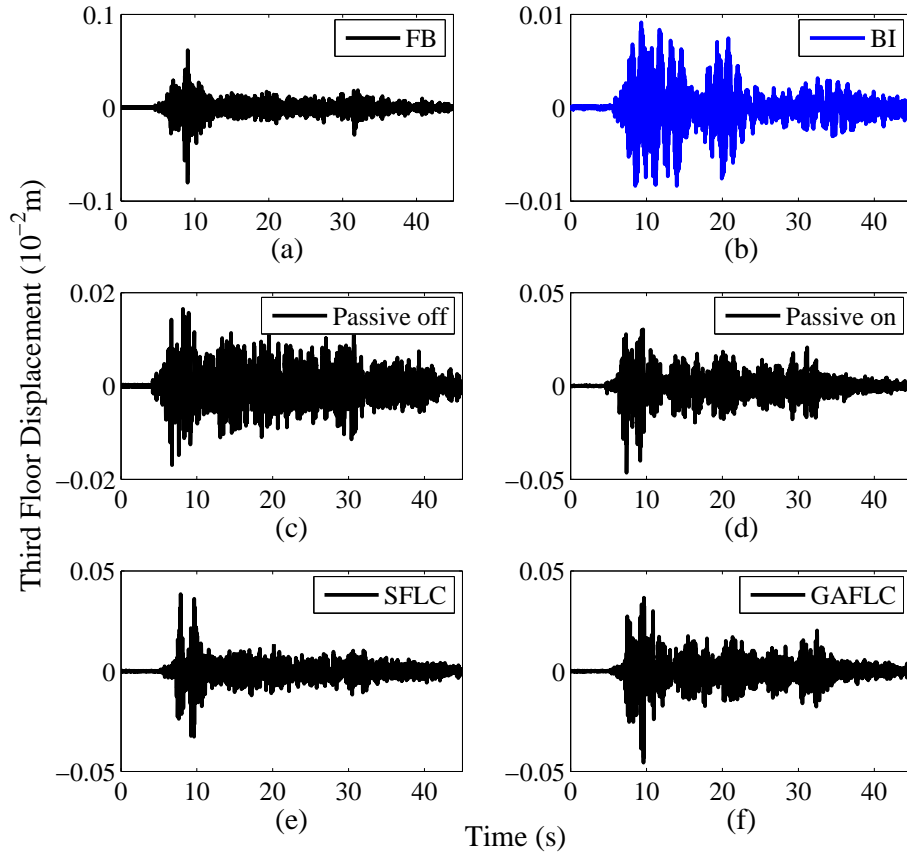 Third Floor Displacement (10⁻²m)
0.1
0
−0.1
FB
0 10 20 30 40
(a)
0.01
0
−0.01
BI
0 10 20 30 40
(b)
0.02
0
−0.02
Passive off
0 10 20 30 40
(c)
0.05
0
−0.05
Passive on
0 10 20 30 40
(d)
0.05
0
−0.05
SFLC
0 10 20 30 40
(e)
0.05
0
−0.05
GAFLC
0 10 20 30 40
(f)
Time (s)